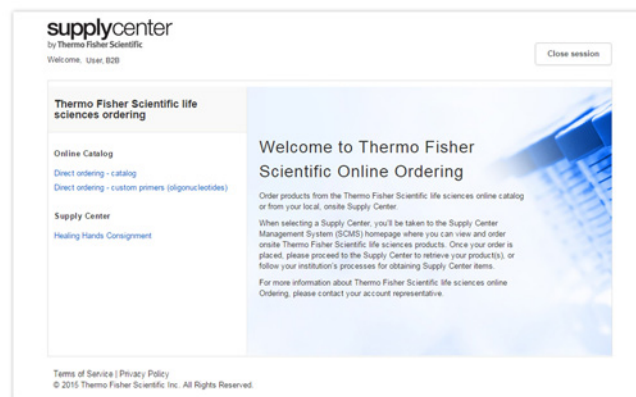 supplycenter
by Thermo Fisher Scientific
Welcome, User, B2B
Close session
Thermo Fisher Scientific life
sciences ordering
Online Catalog
Direct ordering - catalog
Direct ordering - custom primers (oligonucleotides)
Supply Center
Healing Hands Consignment
Welcome to Thermo Fisher
Scientific Online Ordering
Order products from the Thermo Fisher Scientific life sciences online catalog
or from your local, onsite Supply Center.
When selecting a Supply Center, you'll be taken to the Supply Center
Management System (SCMS) homepage where you can view and order
onsite Thermo Fisher Scientific life sciences products. Once your order is
placed, please proceed to the Supply Center to retrieve your product(s), or
follow your institution's processes for obtaining Supply Center items.
For more information about Thermo Fisher Scientific life sciences online
Ordering, please contact your account representative.
Terms of Service | Privacy Policy
© 2015 Thermo Fisher Scientific Inc. All Rights Reserved.